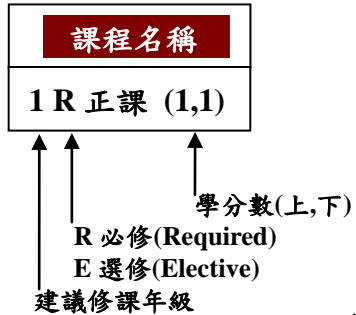 課程名稱
1 R 正課 (1,1)
學分數(上,下)
R 必修(Required)
E 選修(Elective)
建議修課年級